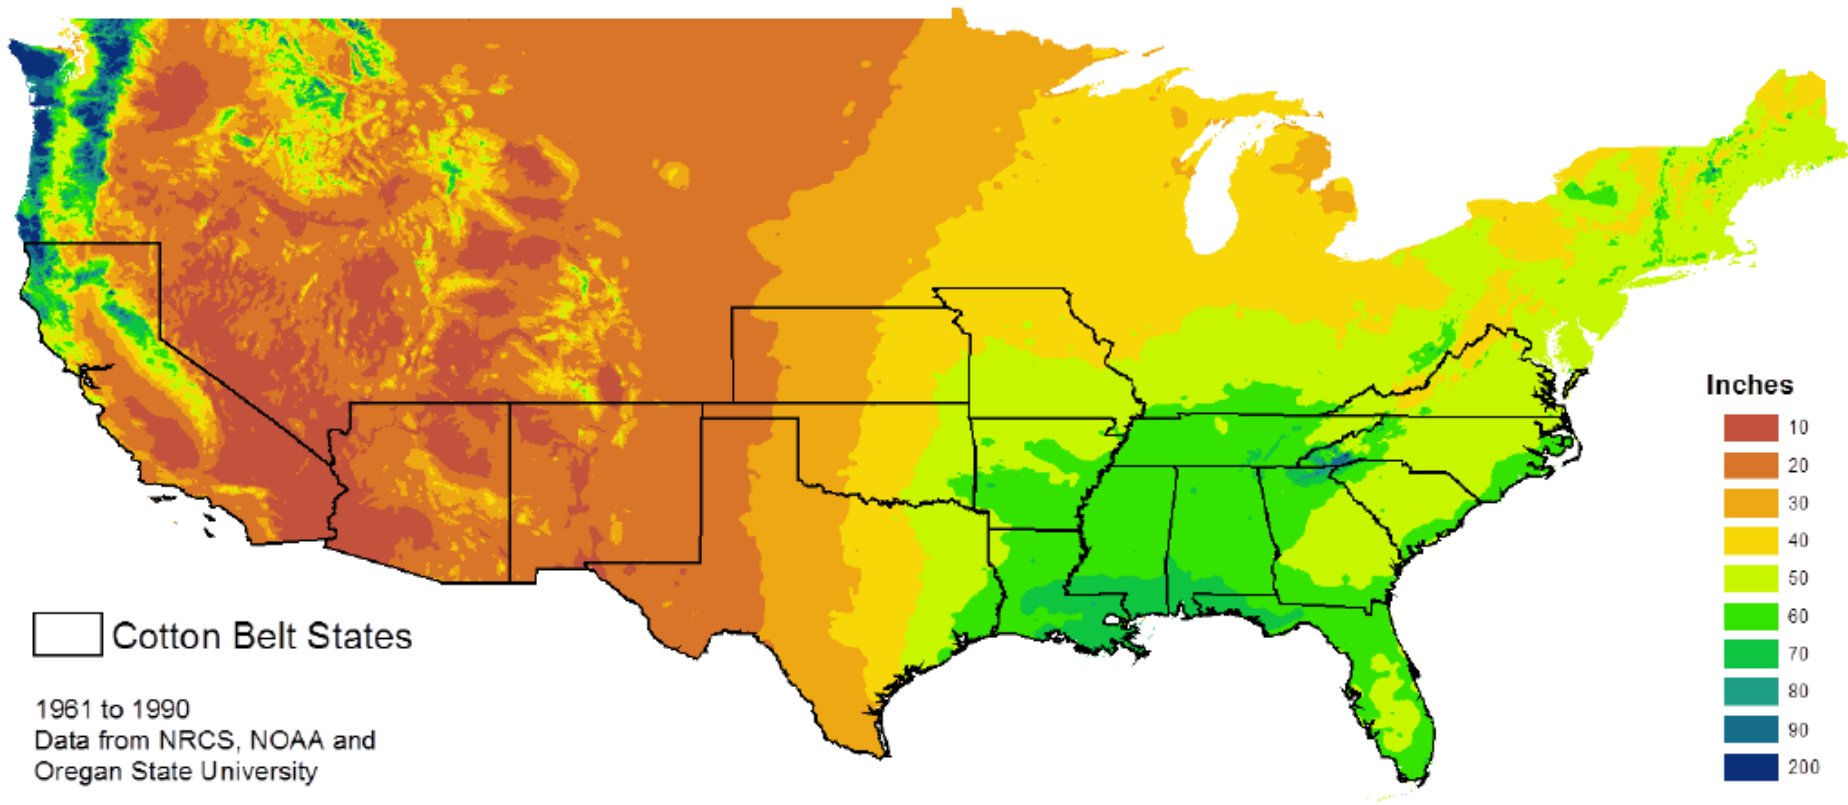 Inches
10
20
30
40
50
60
70
80
90
200
Cotton Belt States
1961 to 1990
Data from NRCS, NOAA and
Oregan State University